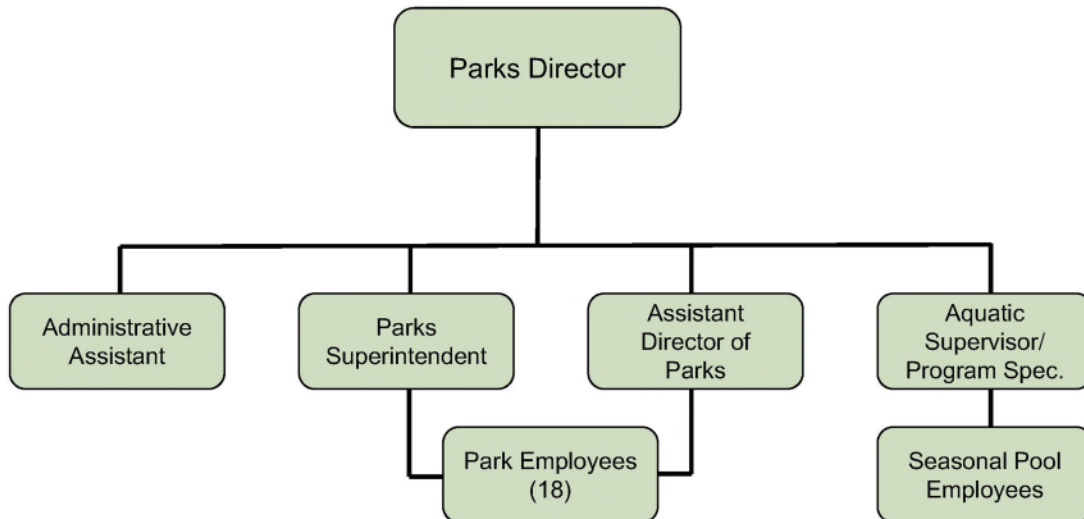 Parks Director
Administrative
Assistant
Parks
Superintendent
Assistant
Director of
Parks
Aquatic
Supervisor/
Program Spec.
Park Employees
(18)
Seasonal Pool
Employees